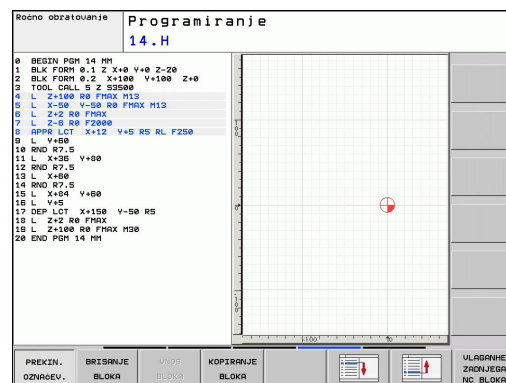 Ročno obratovanje
Programiranje
14.H
0 BEGIN PGM 14 MM
1 BLK FORM 0.1 Z X+0 Y+0 Z-20
2 BLK FORM 0.2 X+100 Y+100 Z+0
3 TOOL CALL 5 Z S3500
4 L Z+100 R0 FMAX M13
5 L X-50 Y-50 R0 FMAX M13
6 L Z+2 R0 FMAX
7 L Z-6 R0 F2000
8 APPR LCT X+12 Y+5 R5 RL F250
9 L Y+60
10 RND R7.5
11 L X+36 Y+80
12 RND R7.5
13 L X+60
14 RND R7.5
15 L X+84 Y+60
16 L Y+5
17 DEP LCT X+150 Y-50 R5
18 L Z+2 R0 FMAX
19 L Z+100 R0 FMAX M30
20 END PGM 14 MM
PREKIN.
OZNAčEV.
BRISANJE
BLOKA
VNOS
BLOKA
KOPIRANJE
BLOKA
VLAGANHE
ZADNJEGA
NC BLOKA